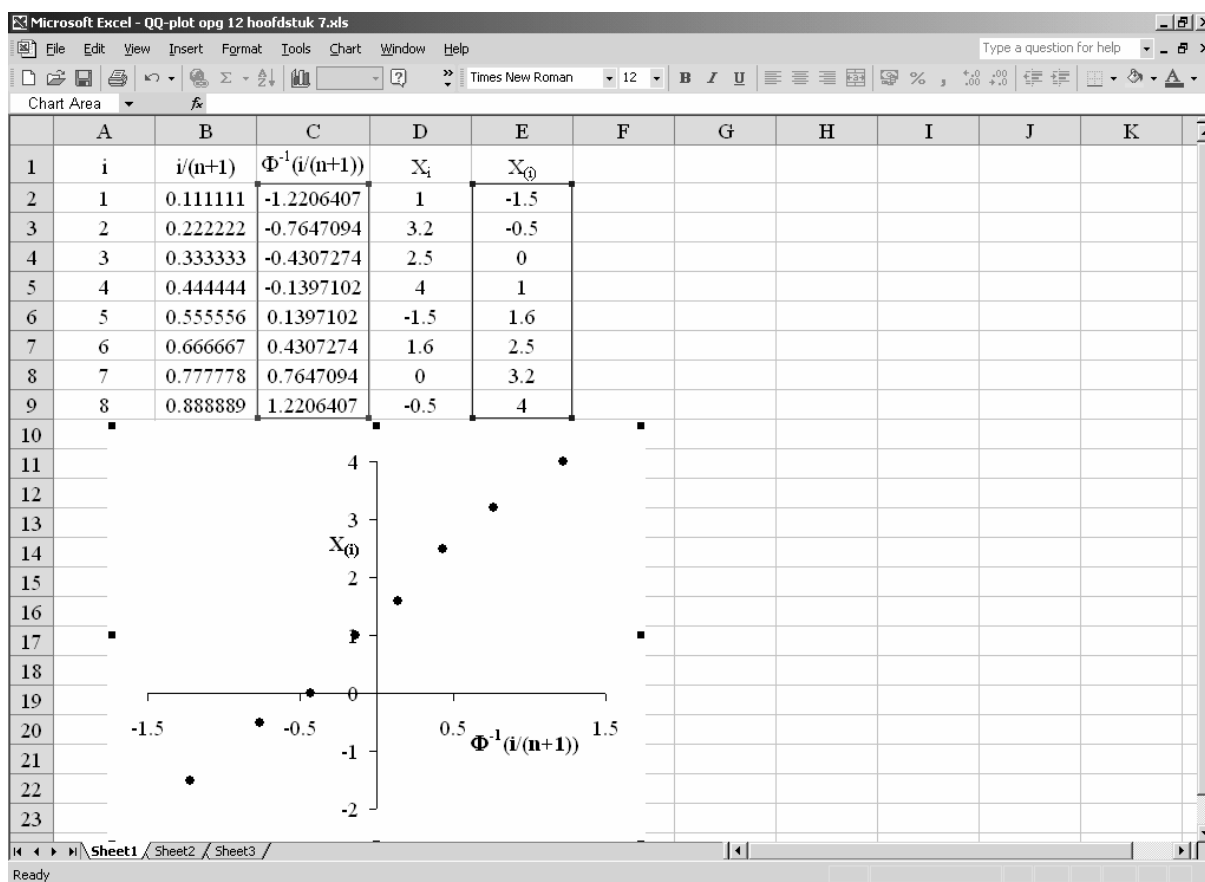 Microsoft Excel - QQ-plot opg 12 hoofdstuk 7.xls
File Edit View Insert Format Tools Chart Window Help Type a question for help
Times New Roman 12 B I U
Chart Area fx
A B C D E F G H I J K
1 i i/(n+1) Φ⁻¹(i/(n+1)) Xᵢ X₍ᵢ₎
2 1 0.111111 -1.2206407 1 -1.5
3 2 0.222222 -0.7647094 3.2 -0.5
4 3 0.333333 -0.4307274 2.5 0
5 4 0.444444 -0.1397102 4 1
6 5 0.555556 0.1397102 -1.5 1.6
7 6 0.666667 0.4307274 1.6 2.5
8 7 0.777778 0.7647094 0 3.2
9 8 0.888889 1.2206407 -0.5 4
10
11 4
12
13 3
14 X₍ᵢ₎
15 2
16
17 1
18
19 0
20 -1.5 -0.5 0.5 1.5
Φ⁻¹(i/(n+1))
21 -1
22
23 -2
Sheet1 Sheet2 Sheet3
Ready